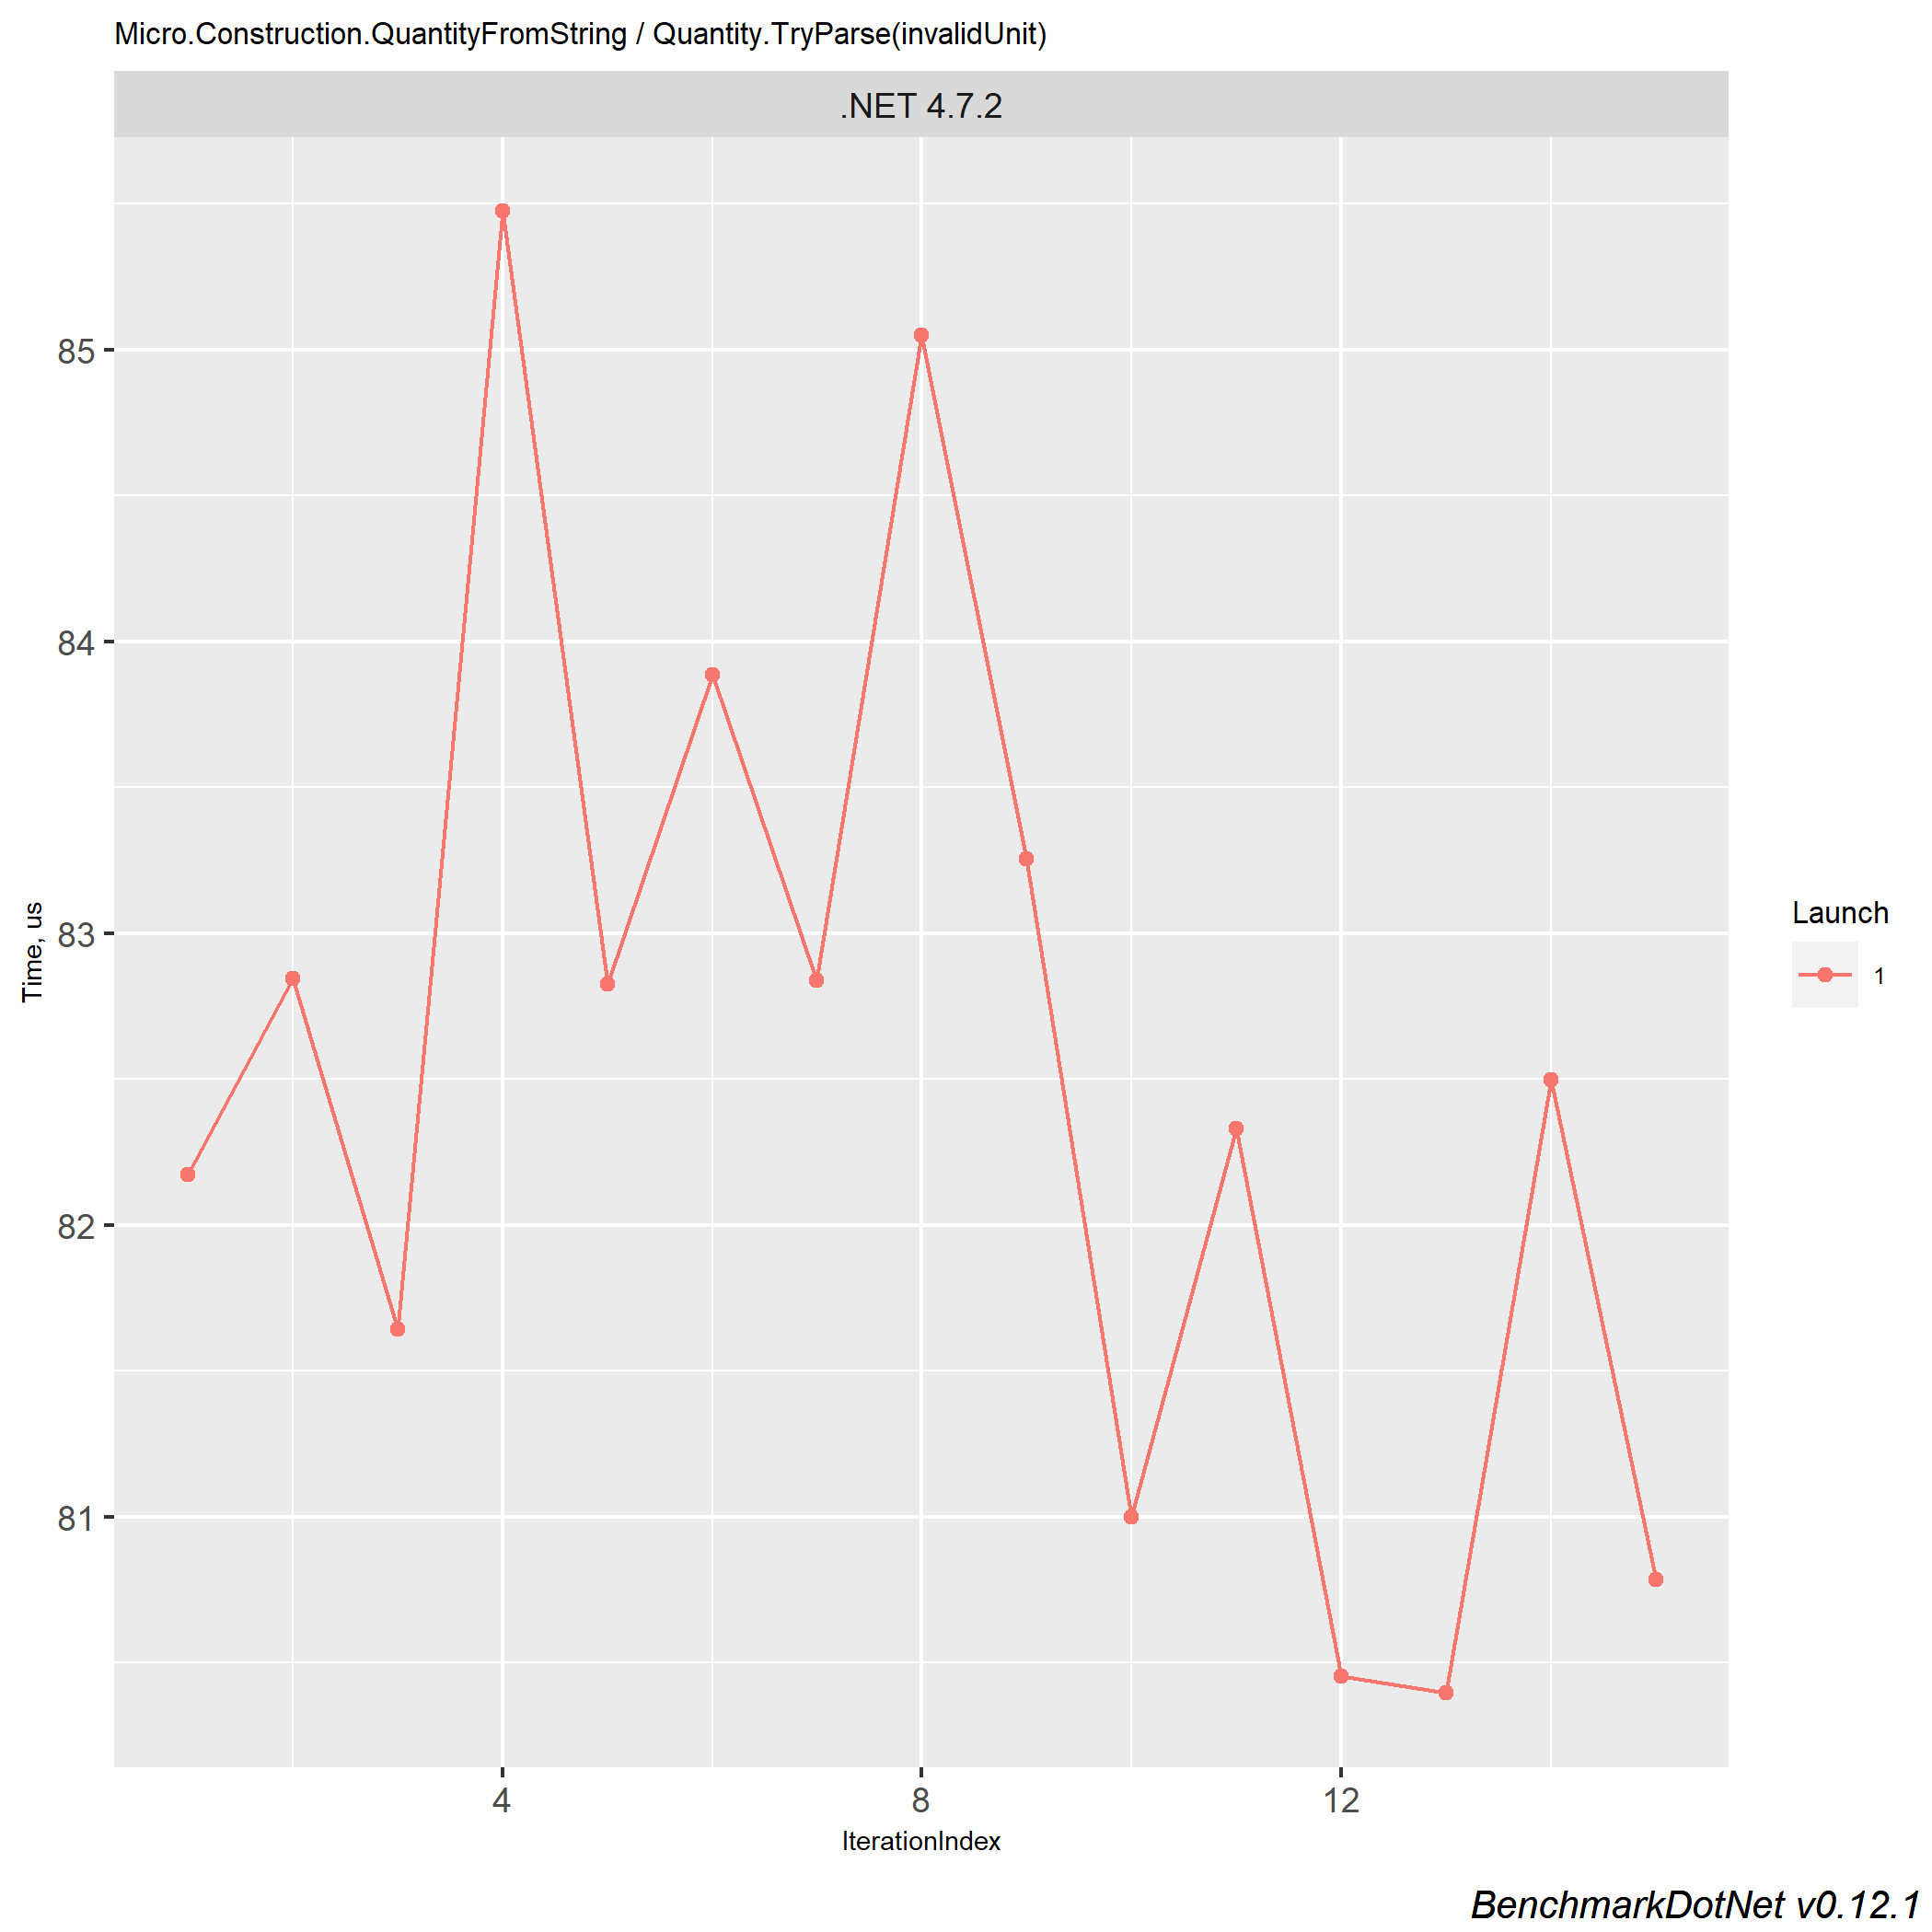 Micro.Construction.QuantityFromString / Quantity.TryParse(invalidUnit)
.NET 4.7.2
85
84
83
82
81
Time, us
4
8
12
IterationIndex
Launch
1
BenchmarkDotNet v0.12.1